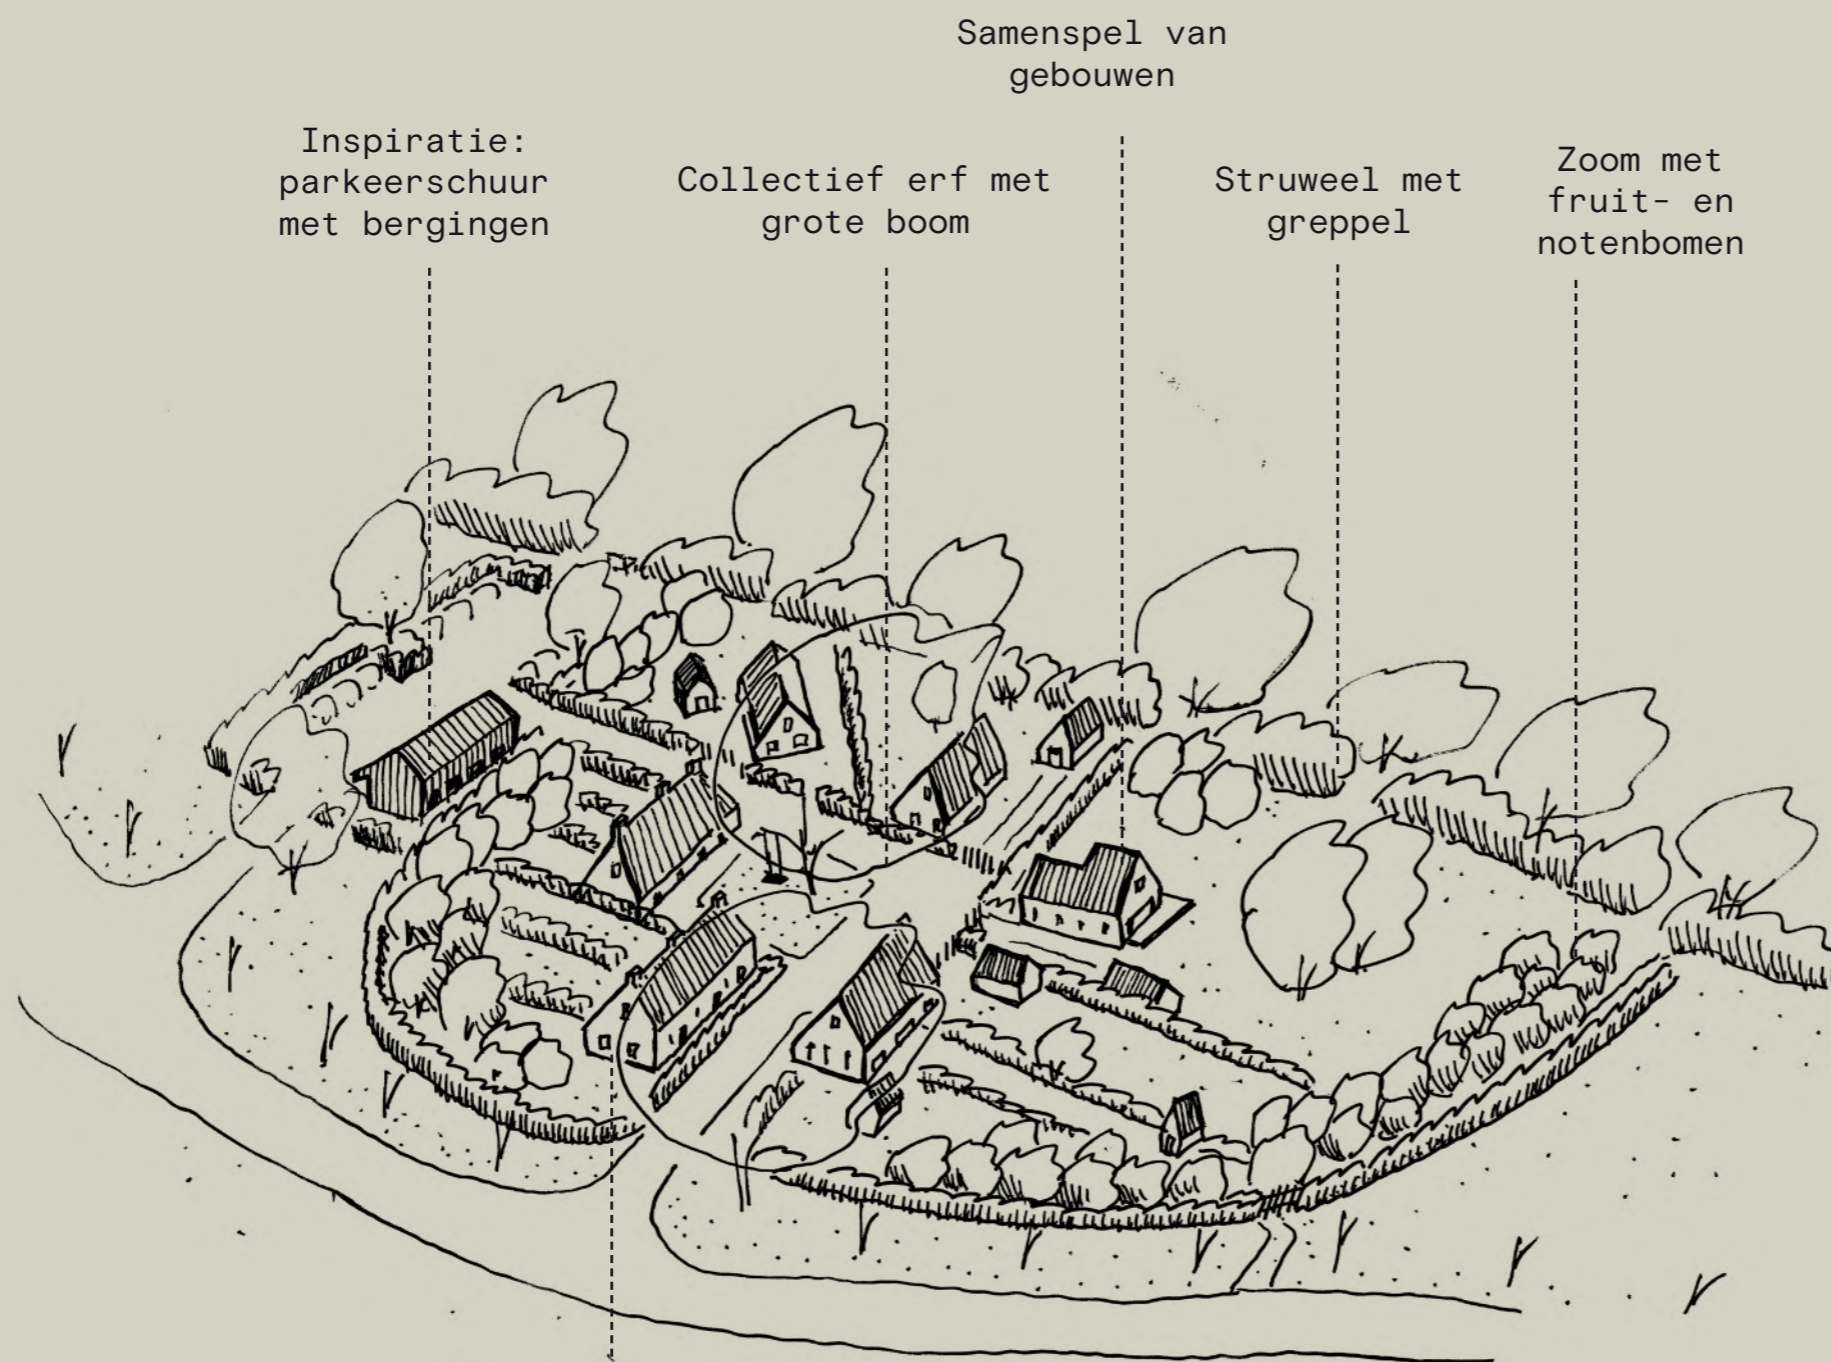 Samenspel van
gebouwen
Inspiratie:
parkeerschuur
met bergingen
Collectief erf met
grote boom
Struweel met
greppel
Zoom met
fruit- en
notenbomen